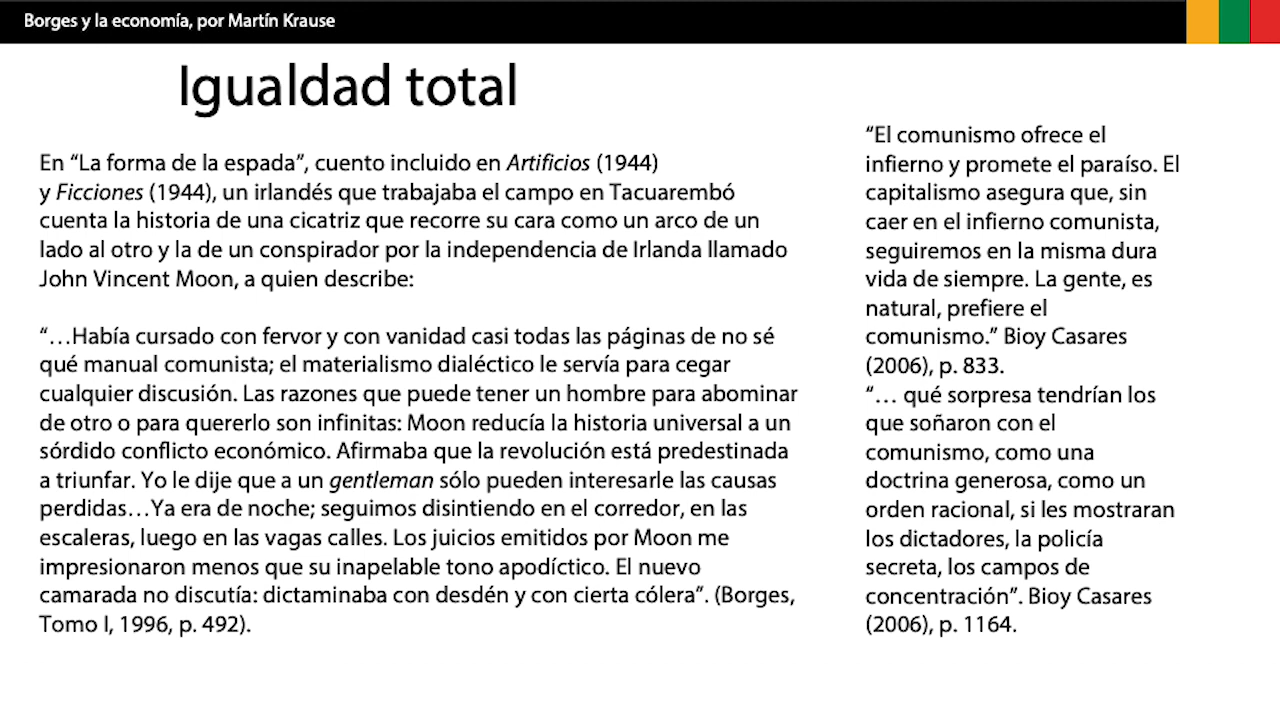 Borges y la economía, por Martín Krause
Igualdad total
En “La forma de la espada”, cuento incluido en Artificios (1944)
y Ficciones (1944), un irlandés que trabajaba el campo en Tacuarembó
cuenta la historia de una cicatriz que recorre su cara como un arco de un
lado al otro y la de un conspirador por la independencia de Irlanda llamado
John Vincent Moon, a quien describe:
“…Había cursado con fervor y con vanidad casi todas las páginas de no sé
qué manual comunista; el materialismo dialéctico le servía para cegar
cualquier discusión. Las razones que puede tener un hombre para abominar
de otro o para quererlo son infinitas: Moon reducía la historia universal a un
sórdido conflicto económico. Afirmaba que la revolución está predestinada
a triunfar. Yo le dije que a un gentleman sólo pueden interesarle las causas
perdidas…Ya era de noche; seguimos disintiendo en el corredor, en las
escaleras, luego en las vagas calles. Los juicios emitidos por Moon me
impresionaron menos que su inapelable tono apodíctico. El nuevo
camarada no discutía: dictaminaba con desdén y con cierta cólera”. (Borges,
Tomo I, 1996, p. 492).
“El comunismo ofrece el
infierno y promete el paraíso. El
capitalismo asegura que, sin
caer en el infierno comunista,
seguiremos en la misma dura
vida de siempre. La gente, es
natural, prefiere el
comunismo.” Bioy Casares
(2006), p. 833.
“… qué sorpresa tendrían los
que soñaron con el
comunismo, como una
doctrina generosa, como un
orden racional, si les mostraran
los dictadores, la policía
secreta, los campos de
concentración”. Bioy Casares
(2006), p. 1164.